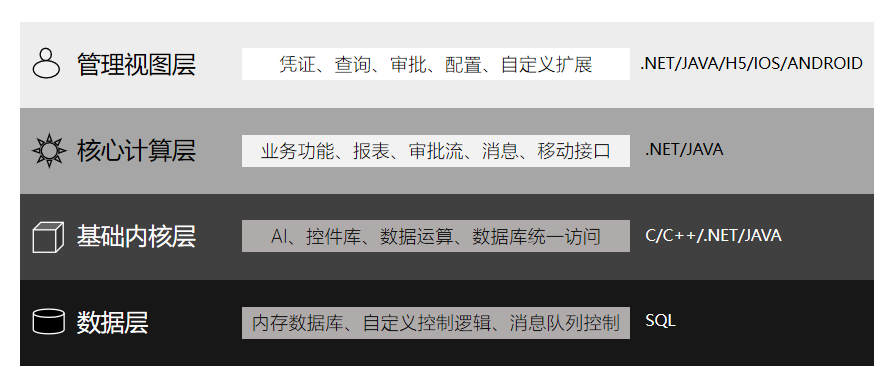 管理视图层 凭证、查询、审批、配置、自定义扩展 .NET/JAVA/H5/IOS/ANDROID
核心计算层 业务功能、报表、审批流、消息、移动接口 .NET/JAVA
基础内核层 AI、控件库、数据运算、数据库统一访问 C/C++/.NET/JAVA
数据层 内存数据库、自定义控制逻辑、消息队列控制 SQL